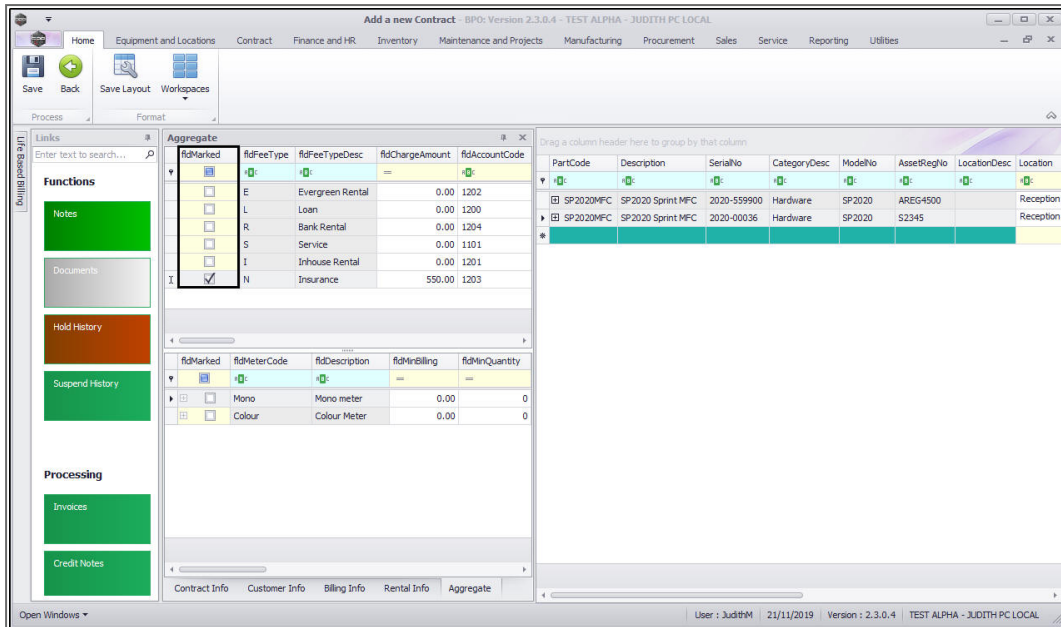 Add a new Contract - BPO: Version 2.3.0.4 - TEST ALPHA - JUDITH PC LOCAL
Home Equipment and Locations Contract Finance and HR Inventory Maintenance and Projects Manufacturing Procurement Sales Service Reporting Utilities
Save Back Save Layout Workspaces
Process Format
Life Based Billing
Links
Enter text to search...
Functions
Notes
Documents
Hold History
Suspend History
Processing
Invoices
Credit Notes
Aggregate
fldMarked fldFeeType fldFeeTypeDesc fldChargeAmount fldAccountCode
E Evergreen Rental 0.00 1202
L Loan 0.00 1200
R Bank Rental 0.00 1204
S Service 0.00 1101
I Inhouse Rental 0.00 1201
N Insurance 550.00 1203
fldMarked fldMeterCode fldDescription fldMinBilling fldMinQuantity
Mono Mono meter 0.00 0
Colour Colour Meter 0.00 0
Contract Info Customer Info Billing Info Rental Info Aggregate
Drag a column header here to group by that column
PartCode Description SerialNo CategoryDesc ModelNo AssetRegNo LocationDesc Location
SP2020MFC SP2020 Sprint MFC 2020-559900 Hardware SP2020 AREG4500 Reception
SP2020MFC SP2020 Sprint MFC 2020-00036 Hardware SP2020 S2345 Reception
Open Windows User : JudithM 21/11/2019 Version : 2.3.0.4 TEST ALPHA - JUDITH PC LOCAL